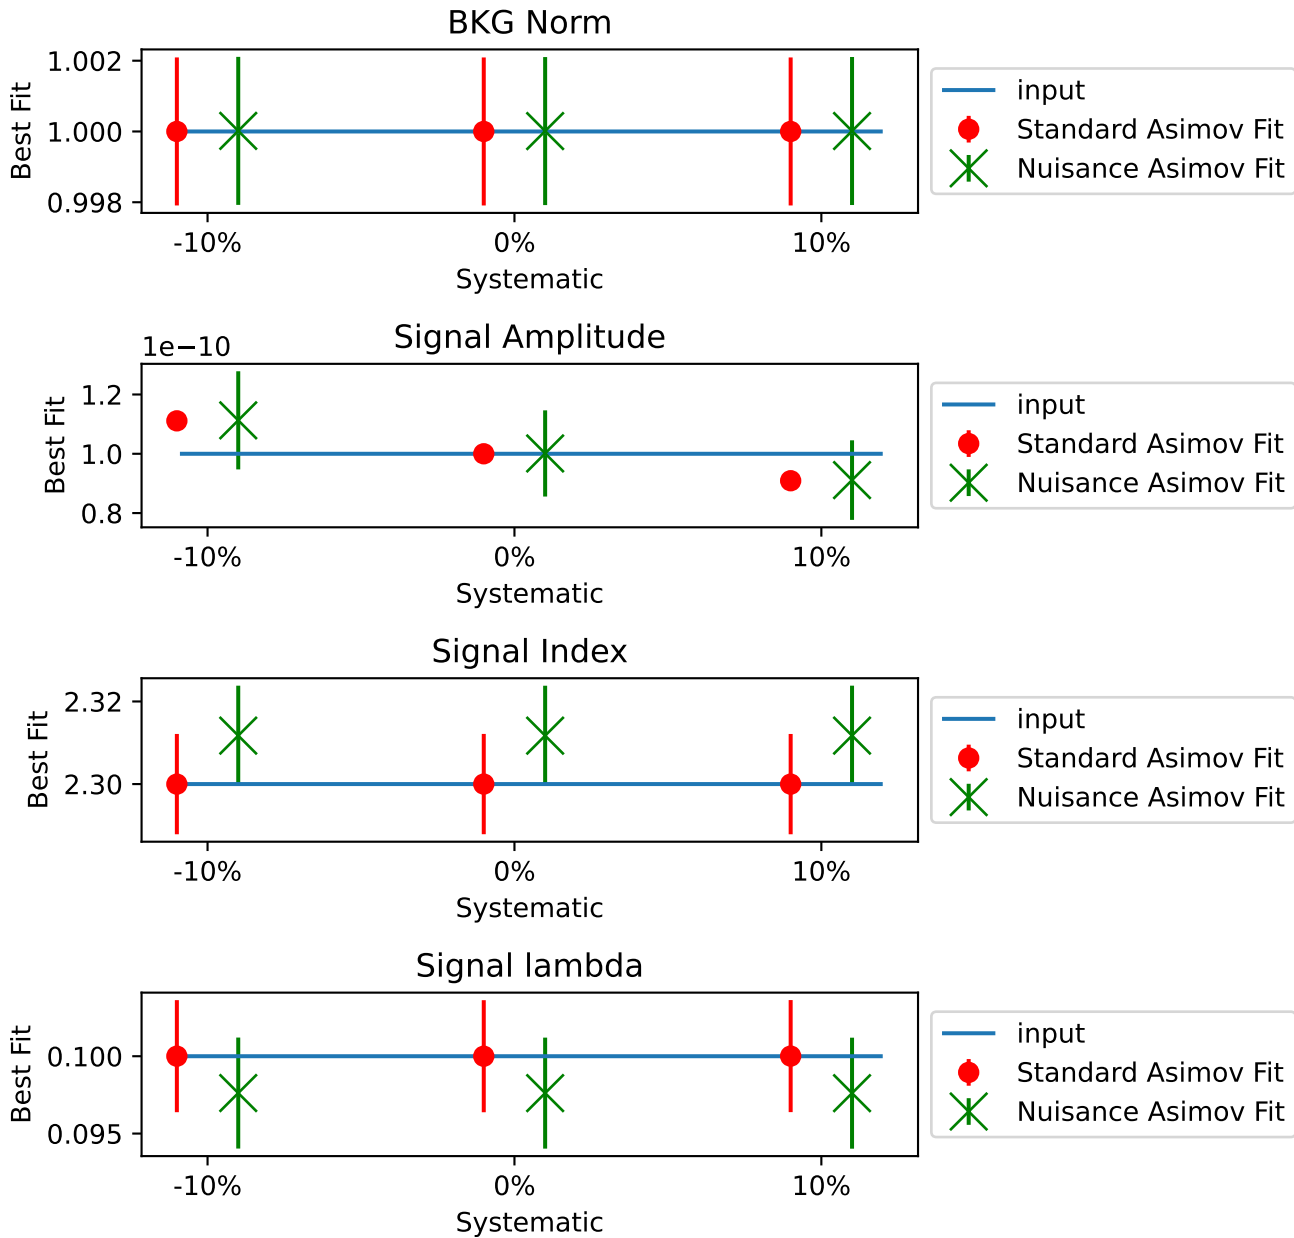 BKG Norm
1.002
1.000
0.998
Best Fit
-10%
0%
10%
Systematic
input
Standard Asimov Fit
Nuisance Asimov Fit
Signal Amplitude
1e−10
1.2
1.0
0.8
Best Fit
-10%
0%
10%
Systematic
input
Standard Asimov Fit
Nuisance Asimov Fit
Signal Index
2.32
2.30
Best Fit
-10%
0%
10%
Systematic
input
Standard Asimov Fit
Nuisance Asimov Fit
Signal lambda
0.100
0.095
Best Fit
-10%
0%
10%
Systematic
input
Standard Asimov Fit
Nuisance Asimov Fit